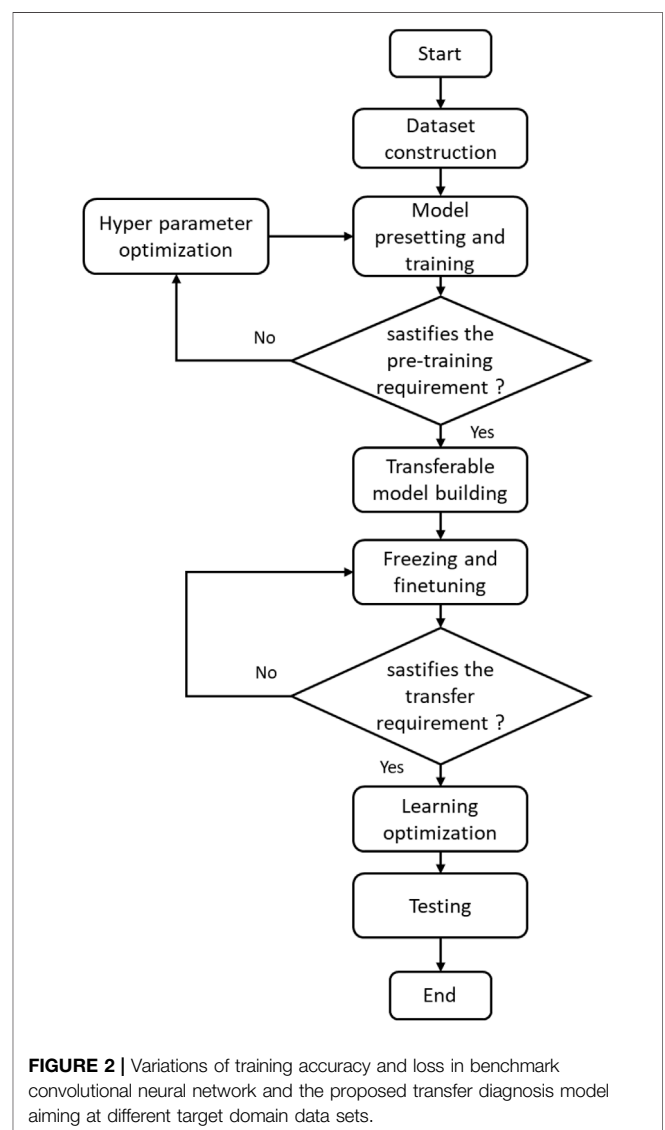 Start
Dataset
construction
Hyper parameter
optimization
Model
presetting and
training
No
sastifies the
pre-training
requirement ?
Yes
Transferable
model building
Freezing and
finetuning
No
sastifies the
transfer
requirement ?
Yes
Learning
optimization
Testing
End
FIGURE 2 | Variations of training accuracy and loss in benchmark
convolutional neural network and the proposed transfer diagnosis model
aiming at different target domain data sets.